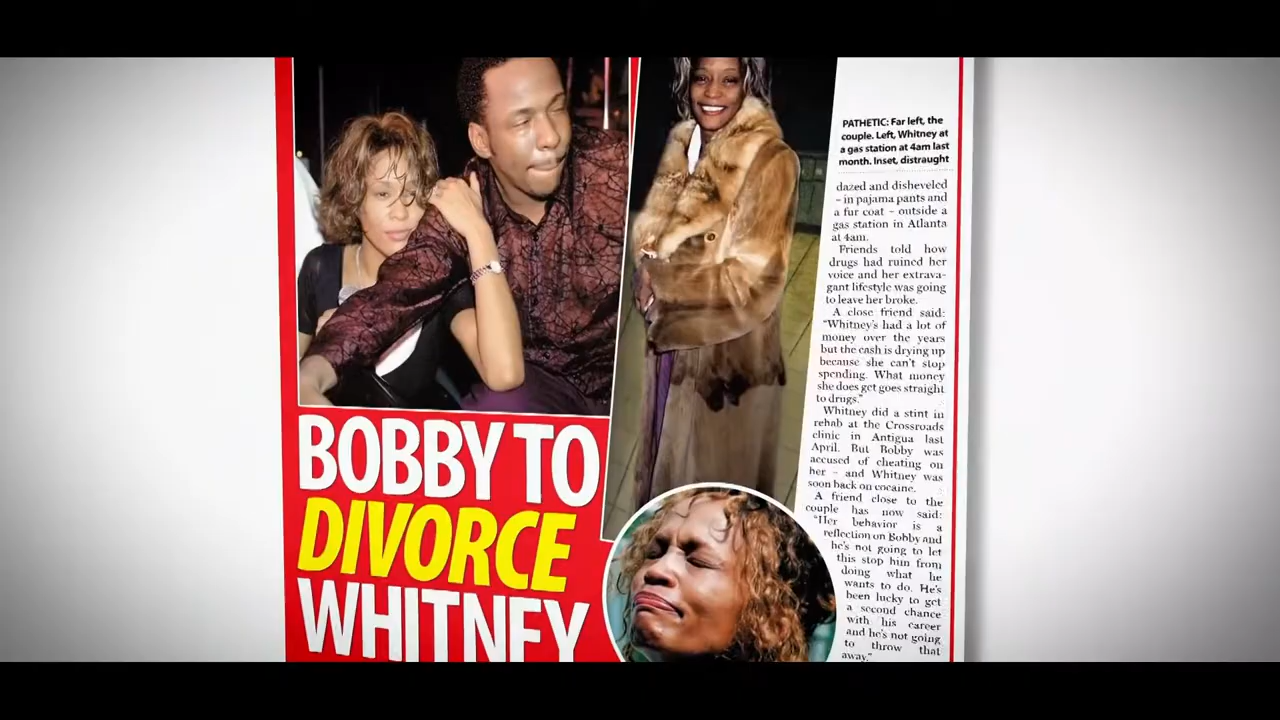 BOBBY TO
DIVORCE
WHITNEY
PATHETIC: Far left, the
couple. Left, Whitney at
a gas station at 4am last
month. Inset, distraught
dazed and disheveled
– in pajama pants and
a fur coat – outside a
gas station in Atlanta
at 4am.
Friends told how
drugs had ruined her
voice and her extrava-
gant lifestyle was going
to leave her broke.
A close friend said:
“Whitney’s had a lot of
money over the years
but the cash is drying up
because she can’t stop
spending. What money
she does get goes straight
to drugs.”
Whitney did a stint in
rehab at the Crossroads
clinic in Antigua last
April. But Bobby was
accused of cheating on
her – and Whitney was
soon back on cocaine.
A friend close to the
couple has now said:
“Her behavior is a
reflection on Bobby and
he’s not going to let
this stop him from
doing what he
wants to do. He’s
been lucky to get
a second chance
with his career
and he’s not going
to throw that
away.”